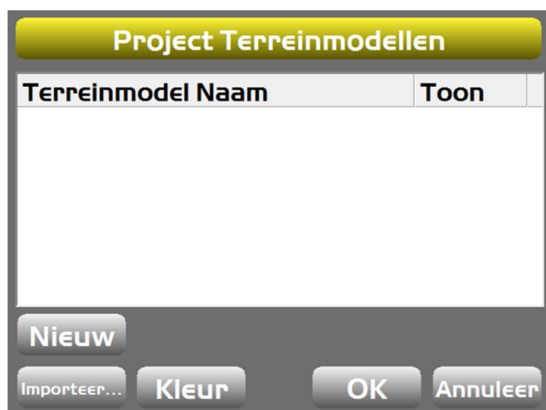 Project Terreinmodellen
Terreinmodel Naam Toon
Nieuw
Importeer... Kleur OK Annuleer